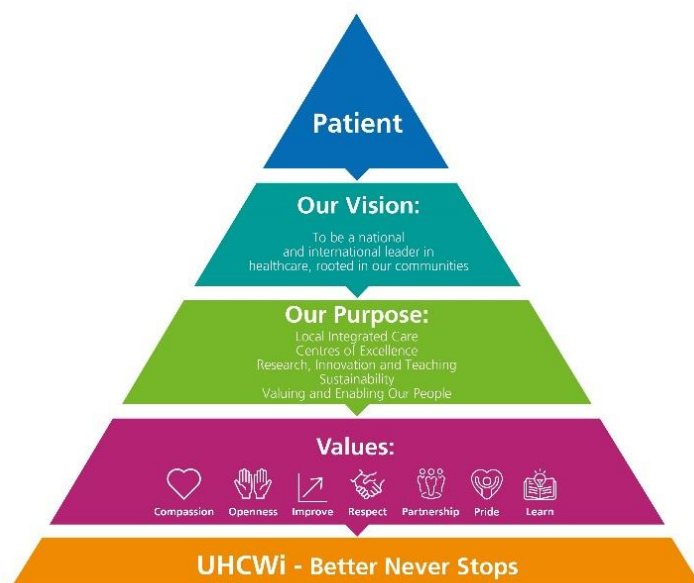 Patient
Our Vision:
To be a national
and international leader in
healthcare, rooted in our communities
Our Purpose:
Local Integrated Care
Centres of Excellence
Research, Innovation and Teaching
Sustainability
Valuing and Enabling Our People
Values:
Compassion Openness Improve Respect Partnership Pride Learn
UHCWi - Better Never Stops